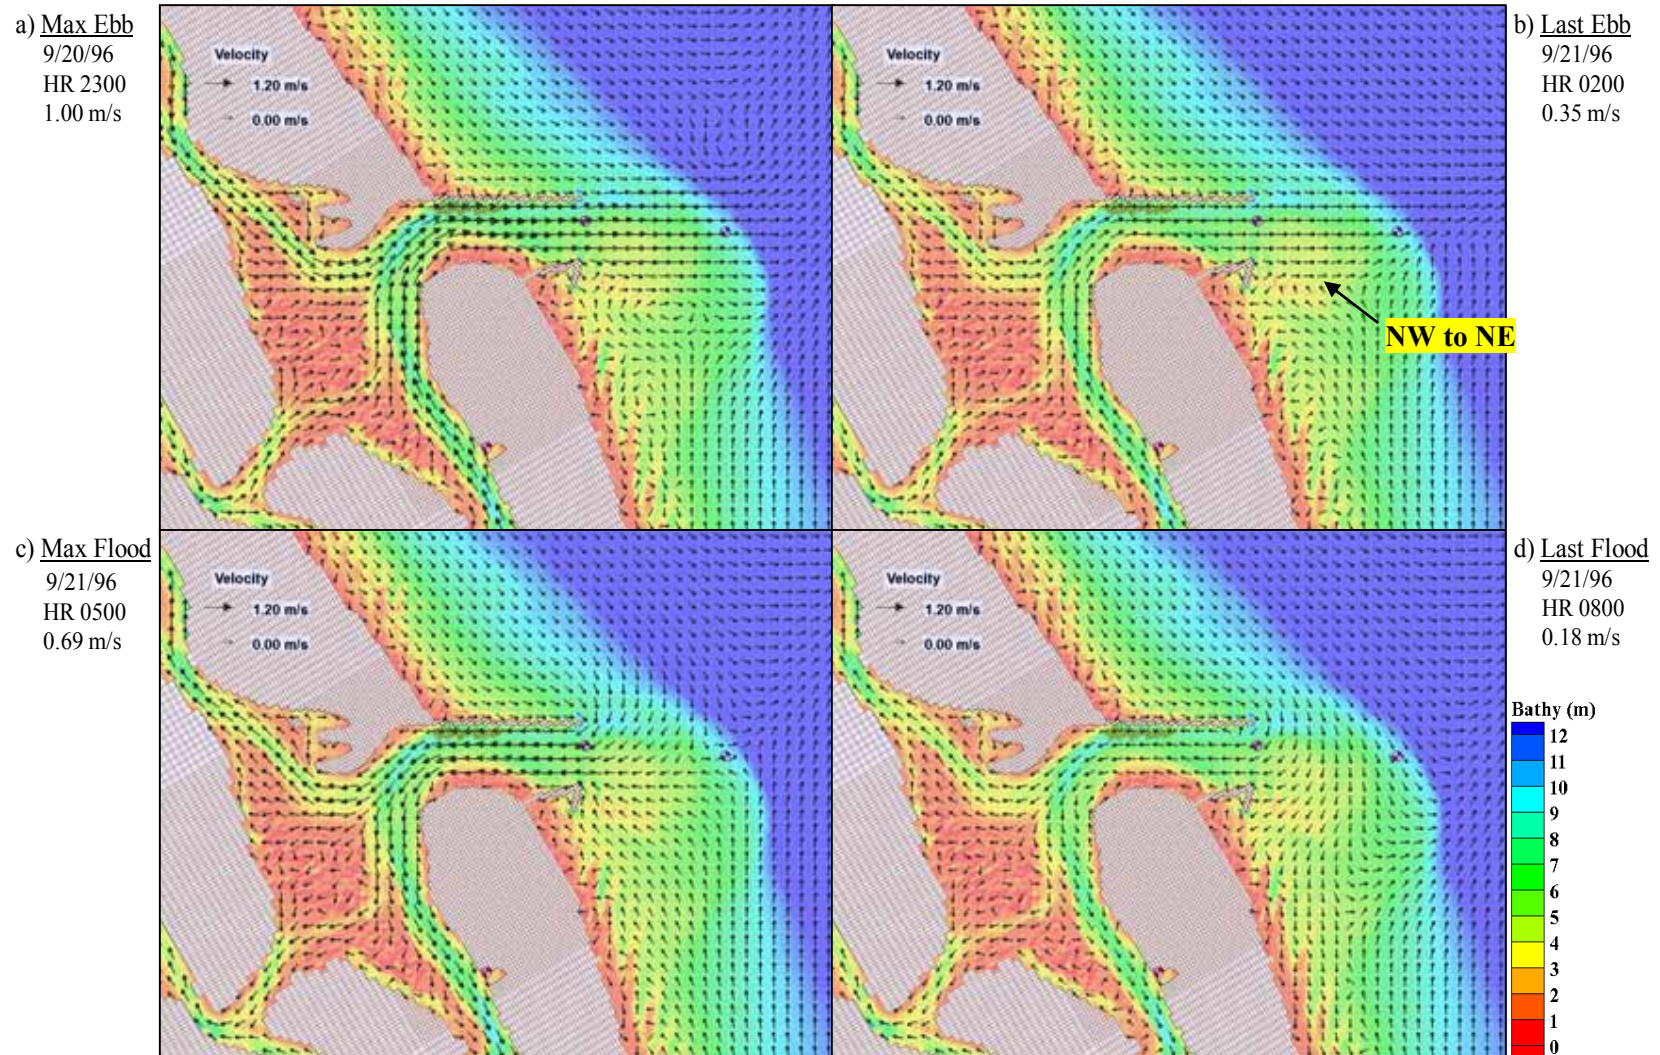 a) Max Ebb
9/20/96
HR 2300
1.00 m/s
Velocity
1.20 m/s
0.00 m/s
Velocity
1.20 m/s
0.00 m/s
NW to NE
b) Last Ebb
9/21/96
HR 0200
0.35 m/s
c) Max Flood
9/21/96
HR 0500
0.69 m/s
Velocity
1.20 m/s
0.00 m/s
Velocity
1.20 m/s
0.00 m/s
d) Last Flood
9/21/96
HR 0800
0.18 m/s
Bathy (m)
12
11
10
9
8
7
6
5
4
3
2
1
0